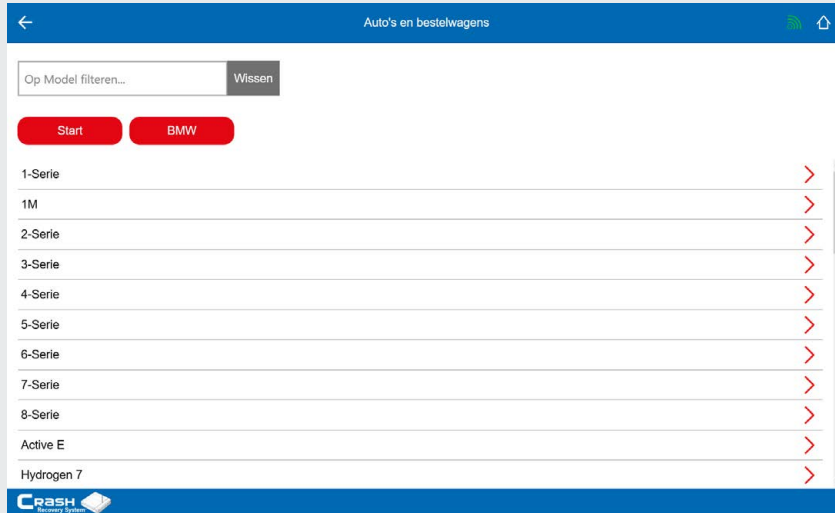 Auto's en bestelwagens
Op Model filteren... Wissen
Start BMW
1-Serie
1M
2-Serie
3-Serie
4-Serie
5-Serie
6-Serie
7-Serie
8-Serie
Active E
Hydrogen 7
CRASH
Recovery System